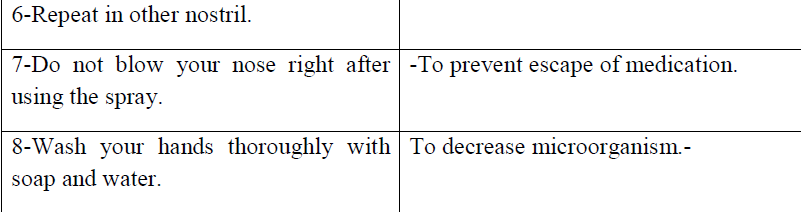 6-Repeat in other nostril.
7-Do not blow your nose right after
using the spray.
-To prevent escape of medication.
8-Wash your hands thoroughly with
soap and water.
To decrease microorganism.-